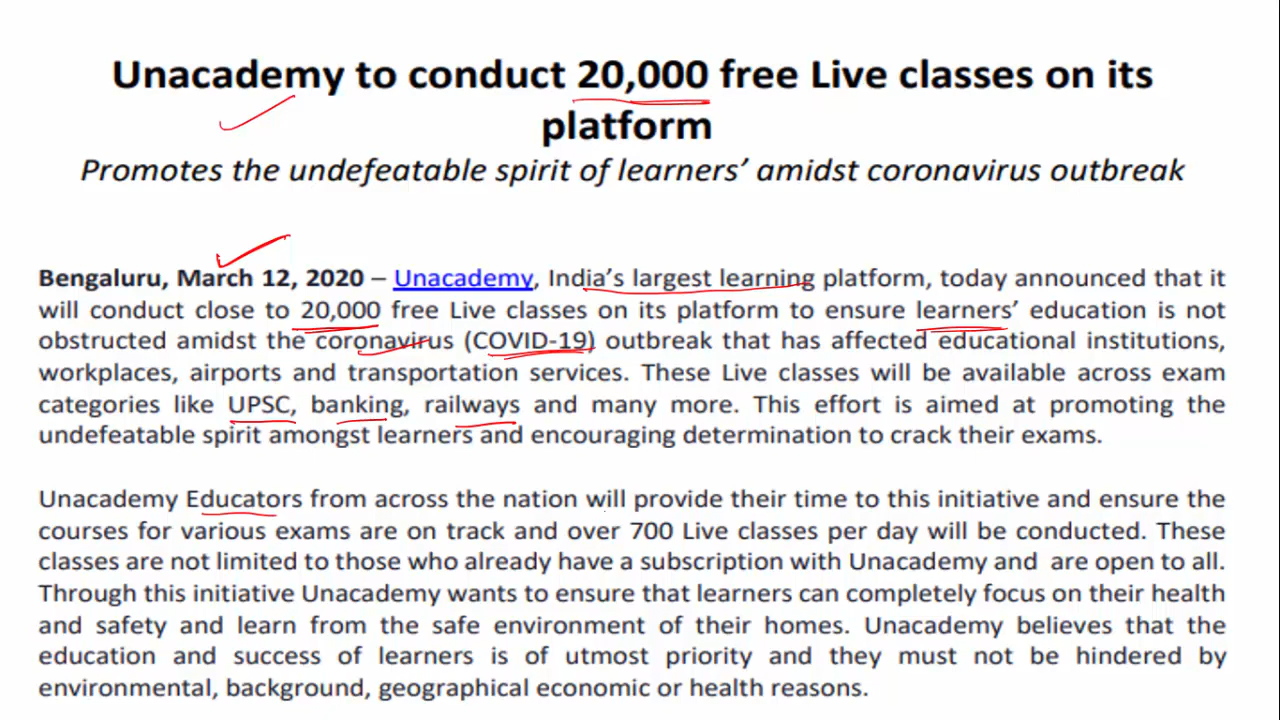 Unacademy to conduct 20,000 free Live classes on its
platform
Promotes the undefeatable spirit of learners’ amidst coronavirus outbreak
Bengaluru, March 12, 2020 – Unacademy, India’s largest learning platform, today announced that it
will conduct close to 20,000 free Live classes on its platform to ensure learners’ education is not
obstructed amidst the coronavirus (COVID-19) outbreak that has affected educational institutions,
workplaces, airports and transportation services. These Live classes will be available across exam
categories like UPSC, banking, railways and many more. This effort is aimed at promoting the
undefeatable spirit amongst learners and encouraging determination to crack their exams.
Unacademy Educators from across the nation will provide their time to this initiative and ensure the
courses for various exams are on track and over 700 Live classes per day will be conducted. These
classes are not limited to those who already have a subscription with Unacademy and are open to all.
Through this initiative Unacademy wants to ensure that learners can completely focus on their health
and safety and learn from the safe environment of their homes. Unacademy believes that the
education and success of learners is of utmost priority and they must not be hindered by
environmental, background, geographical economic or health reasons.